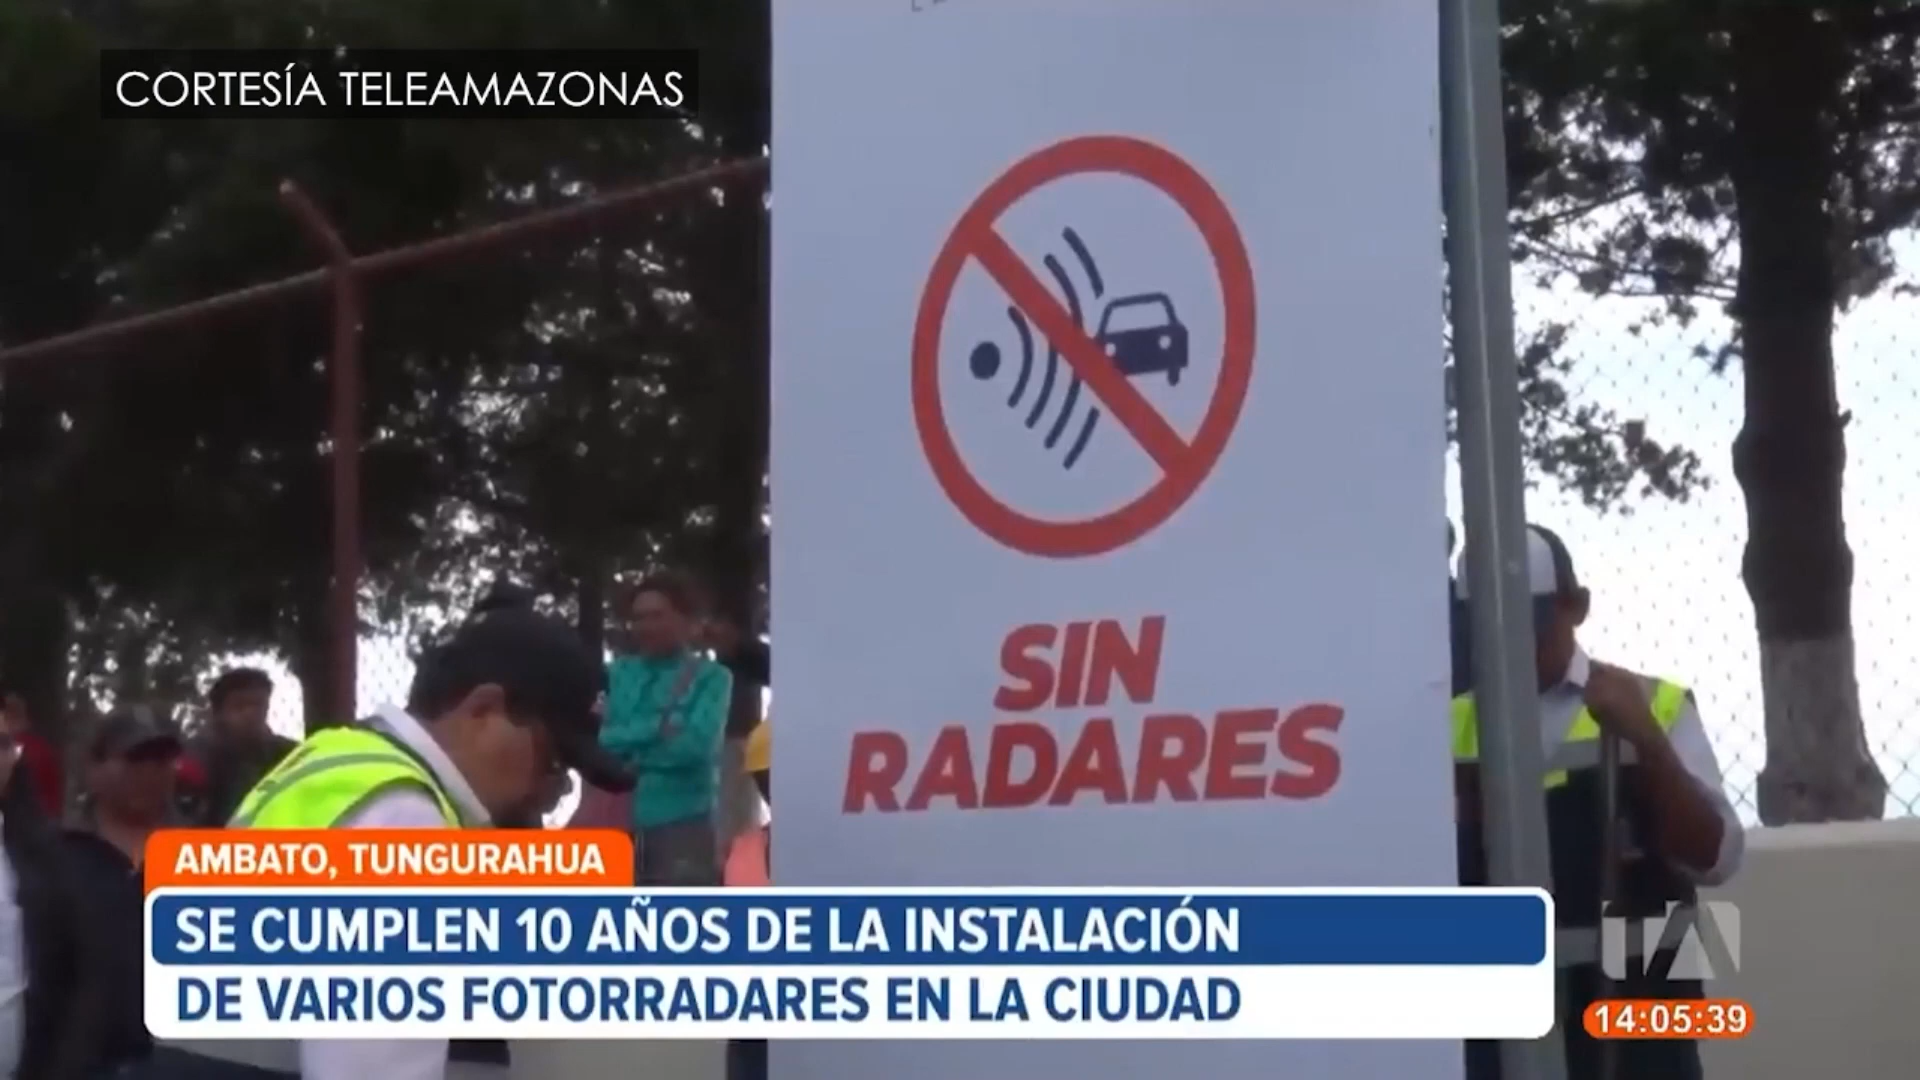 CORTESÍA TELEAMAZONAS
SIN
RADARES
AMBATO, TUNGURAHUA
SE CUMPLEN 10 AÑOS DE LA INSTALACIÓN
DE VARIOS FOTORRADARES EN LA CIUDAD
TA
14:05:39